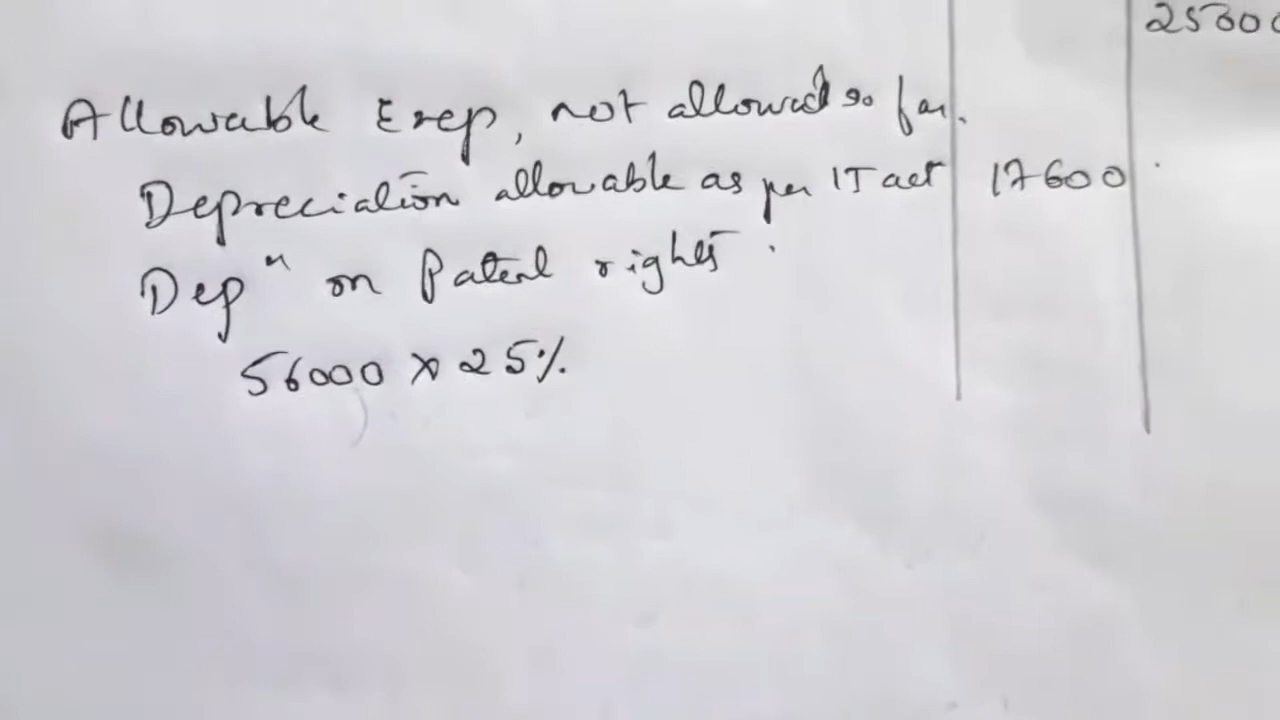 25000
Allowable Exep, not allowed so far.
Depreciation allowable as per IT act 17600
Depn on Patent rights.
56000 x 25%